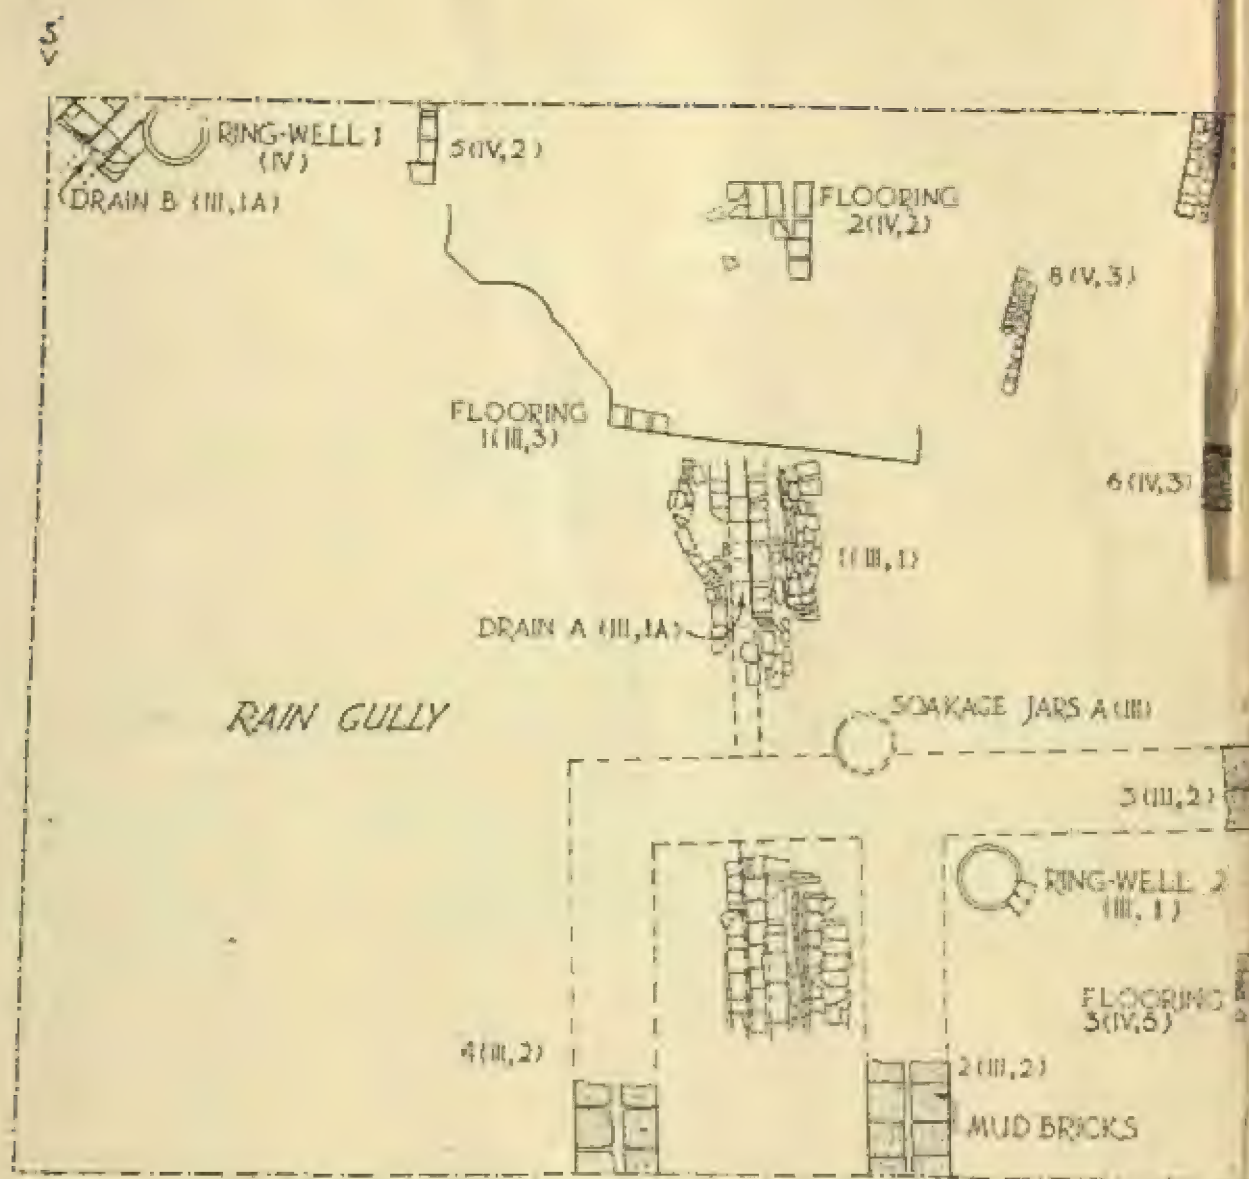 5
RING-WELL 1
(IV)
5 (IV, 2)
DRAIN B (III, 1A)
FLOORING
2 (IV, 2)
8 (V, 3)
FLOORING
1 (III, 3)
6 (IV, 3)
1 (III, 1)
DRAIN A (III, 1A)
RAIN GULLY
SOAKAGE JARS A (III)
3 (III, 2)
RING-WELL 2
(III, 1)
FLOORING
3 (IV, 5)
4 (III, 2)
2 (III, 2)
MUD BRICKS